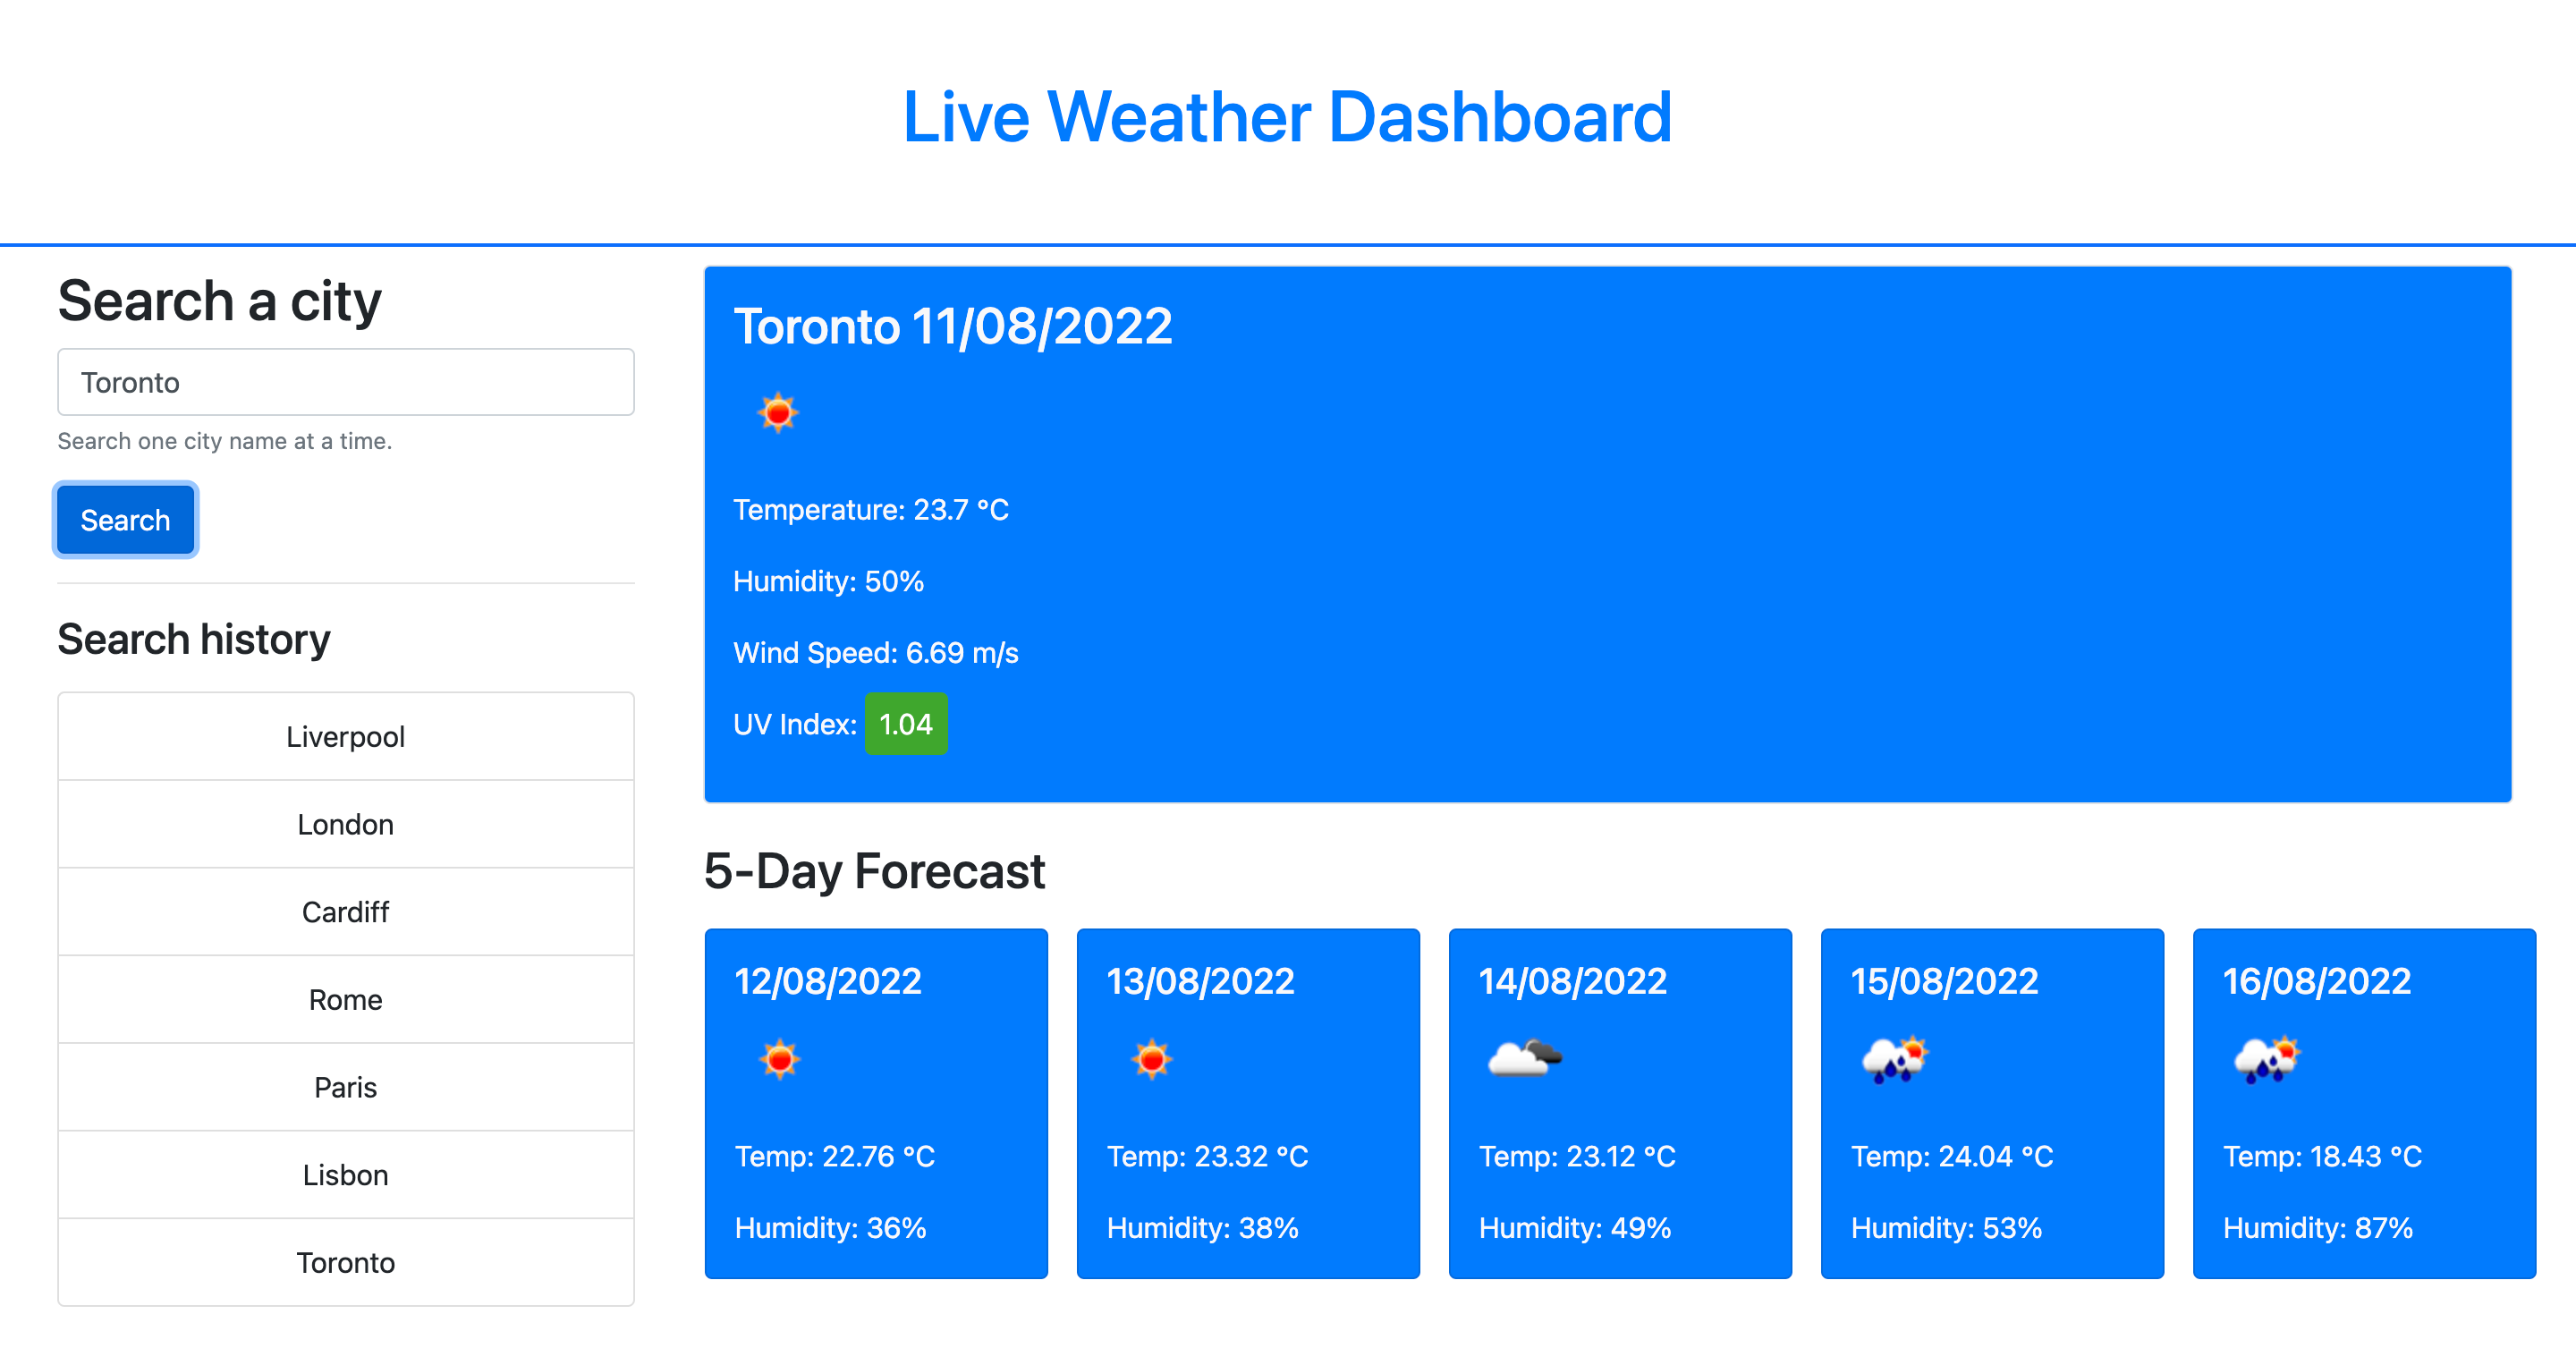 Live Weather Dashboard
Search a city
Toronto
Search one city name at a time.
Search
Search history
Liverpool
London
Cardiff
Rome
Paris
Lisbon
Toronto
Toronto 11/08/2022
Temperature: 23.7 °C
Humidity: 50%
Wind Speed: 6.69 m/s
UV Index: 1.04
5-Day Forecast
12/08/2022
Temp: 22.76 °C
Humidity: 36%
13/08/2022
Temp: 23.32 °C
Humidity: 38%
14/08/2022
Temp: 23.12 °C
Humidity: 49%
15/08/2022
Temp: 24.04 °C
Humidity: 53%
16/08/2022
Temp: 18.43 °C
Humidity: 87%